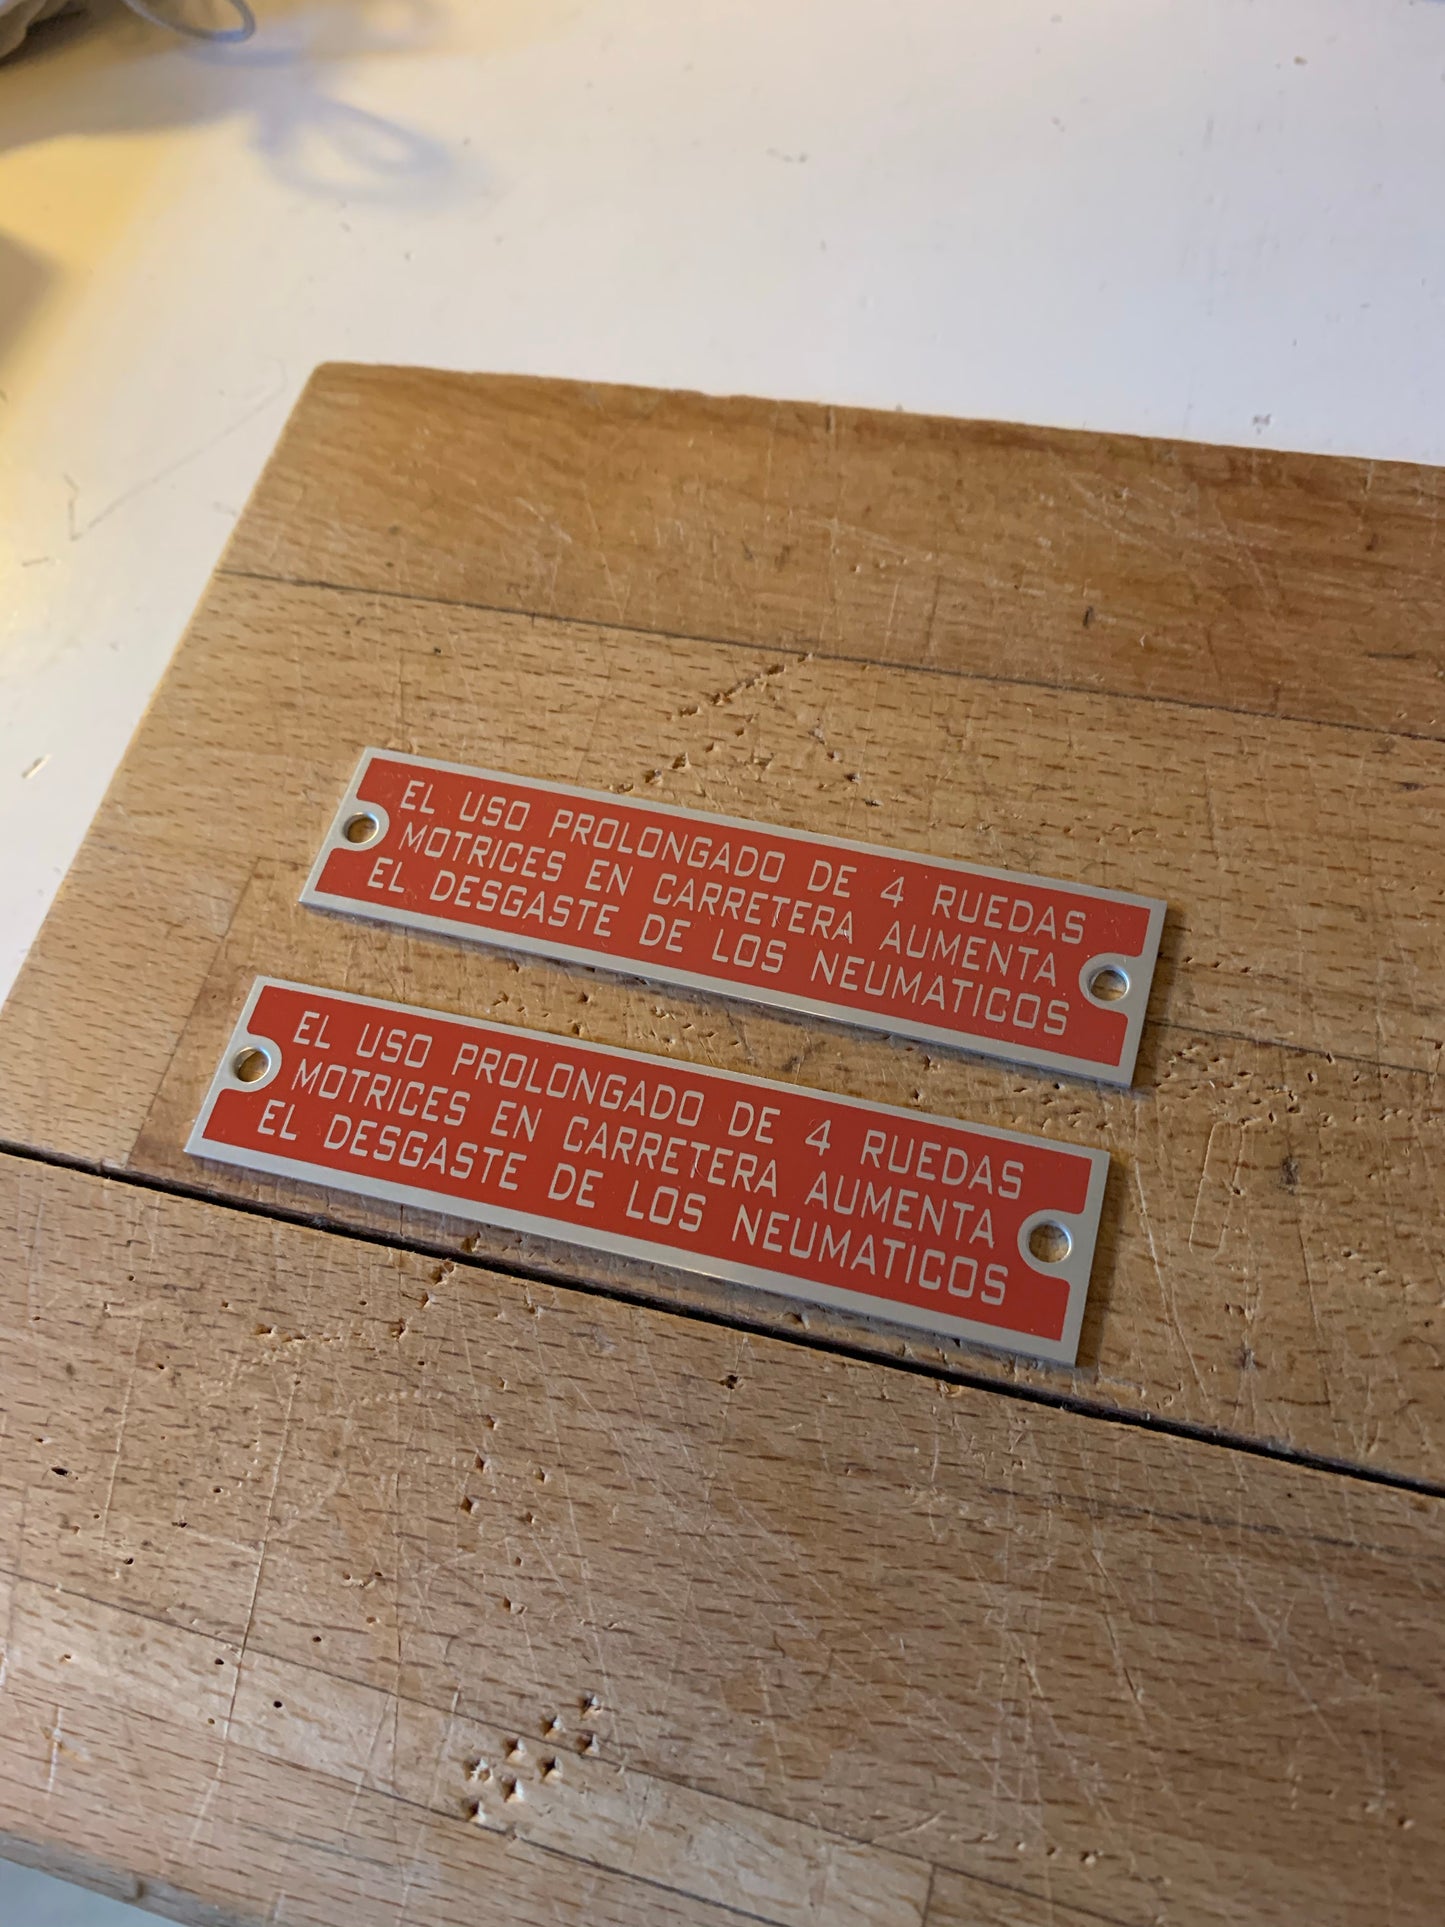 EL USO PROLONGADO DE 4 RUEDAS
MOTRICES EN CARRETERA AUMENTA
EL DESGASTE DE LOS NEUMATICOS
EL USO PROLONGADO DE 4 RUEDAS
MOTRICES EN CARRETERA AUMENTA
EL DESGASTE DE LOS NEUMATICOS